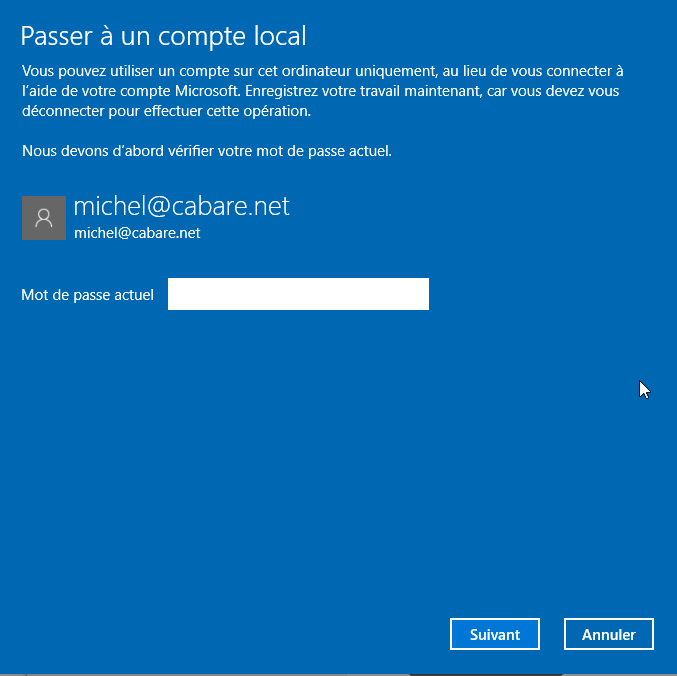 Passer à un compte local
Vous pouvez utiliser un compte sur cet ordinateur uniquement, au lieu de vous connecter à
l’aide de votre compte Microsoft. Enregistrez votre travail maintenant, car vous devez vous
déconnecter pour effectuer cette opération.
Nous devons d’abord vérifier votre mot de passe actuel.
michel@cabare.net
michel@cabare.net
Mot de passe actuel
Suivant
Annuler